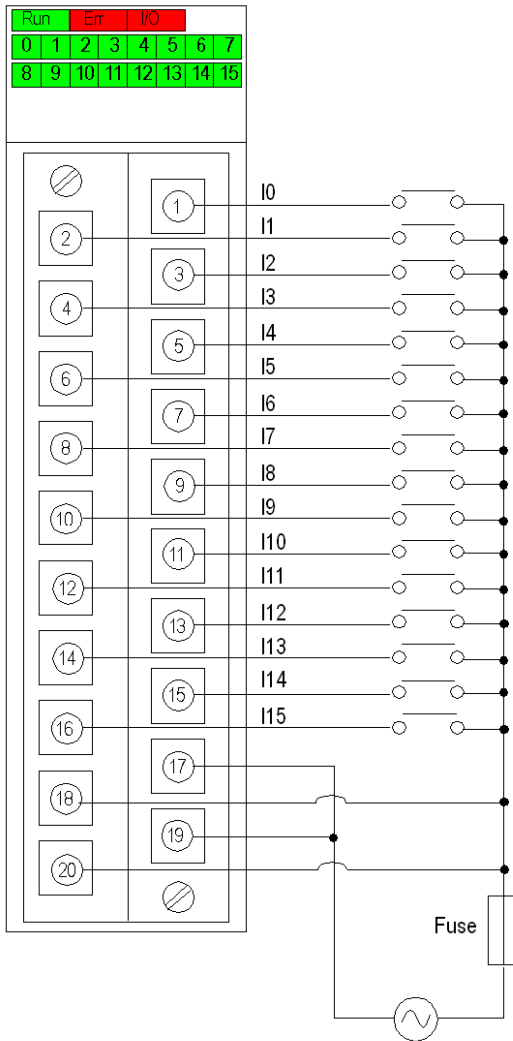 Run Err I/O
0 1 2 3 4 5 6 7
8 9 10 11 12 13 14 15
1 I0
2 I1
3 I2
4 I3
5 I4
6 I5
7 I6
8 I7
9 I8
10 I9
11 I10
12 I11
13 I12
14 I13
15 I14
16 I15
17
18
19
20
Fuse